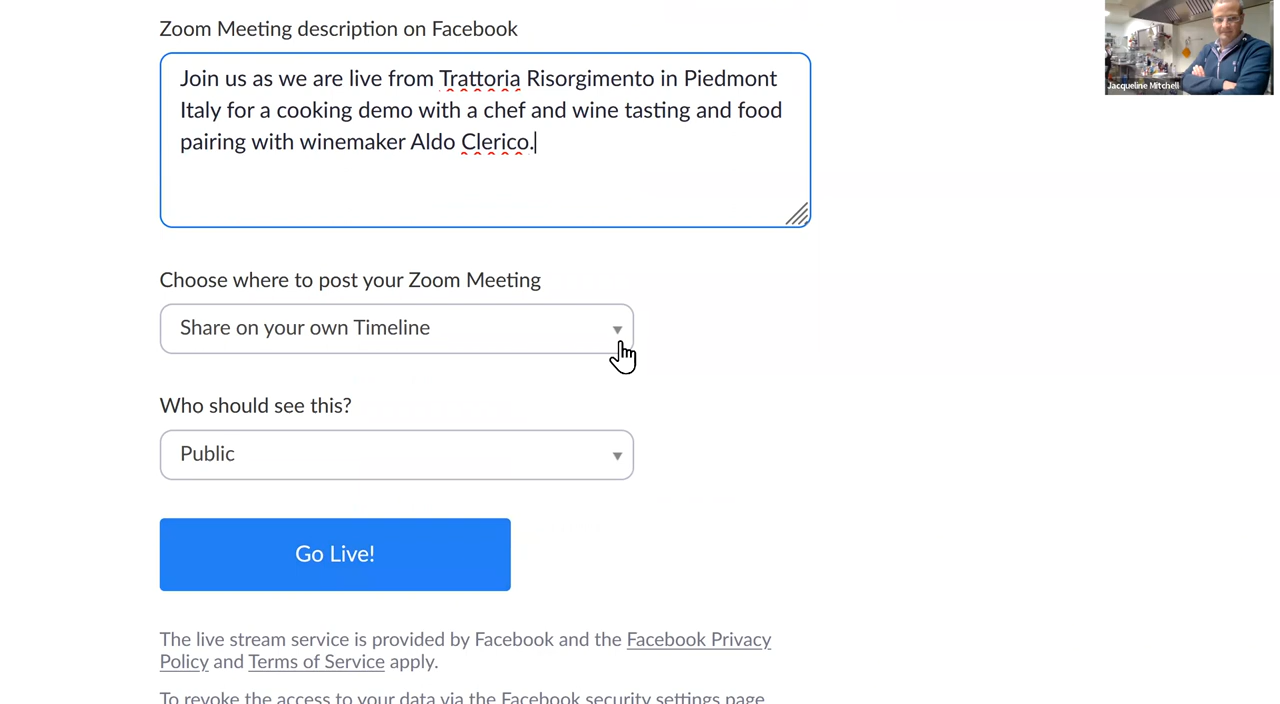 Zoom Meeting description on Facebook
Jacqueline Mitchell
Join us as we are live from Trattoria Risorgimento in Piedmont
Italy for a cooking demo with a chef and wine tasting and food
pairing with winemaker Aldo Clerico.
Choose where to post your Zoom Meeting
Share on your own Timeline
Who should see this?
Public
Go Live!
The live stream service is provided by Facebook and the Facebook Privacy
Policy and Terms of Service apply.
To revoke the access to your data via the Facebook security settings page